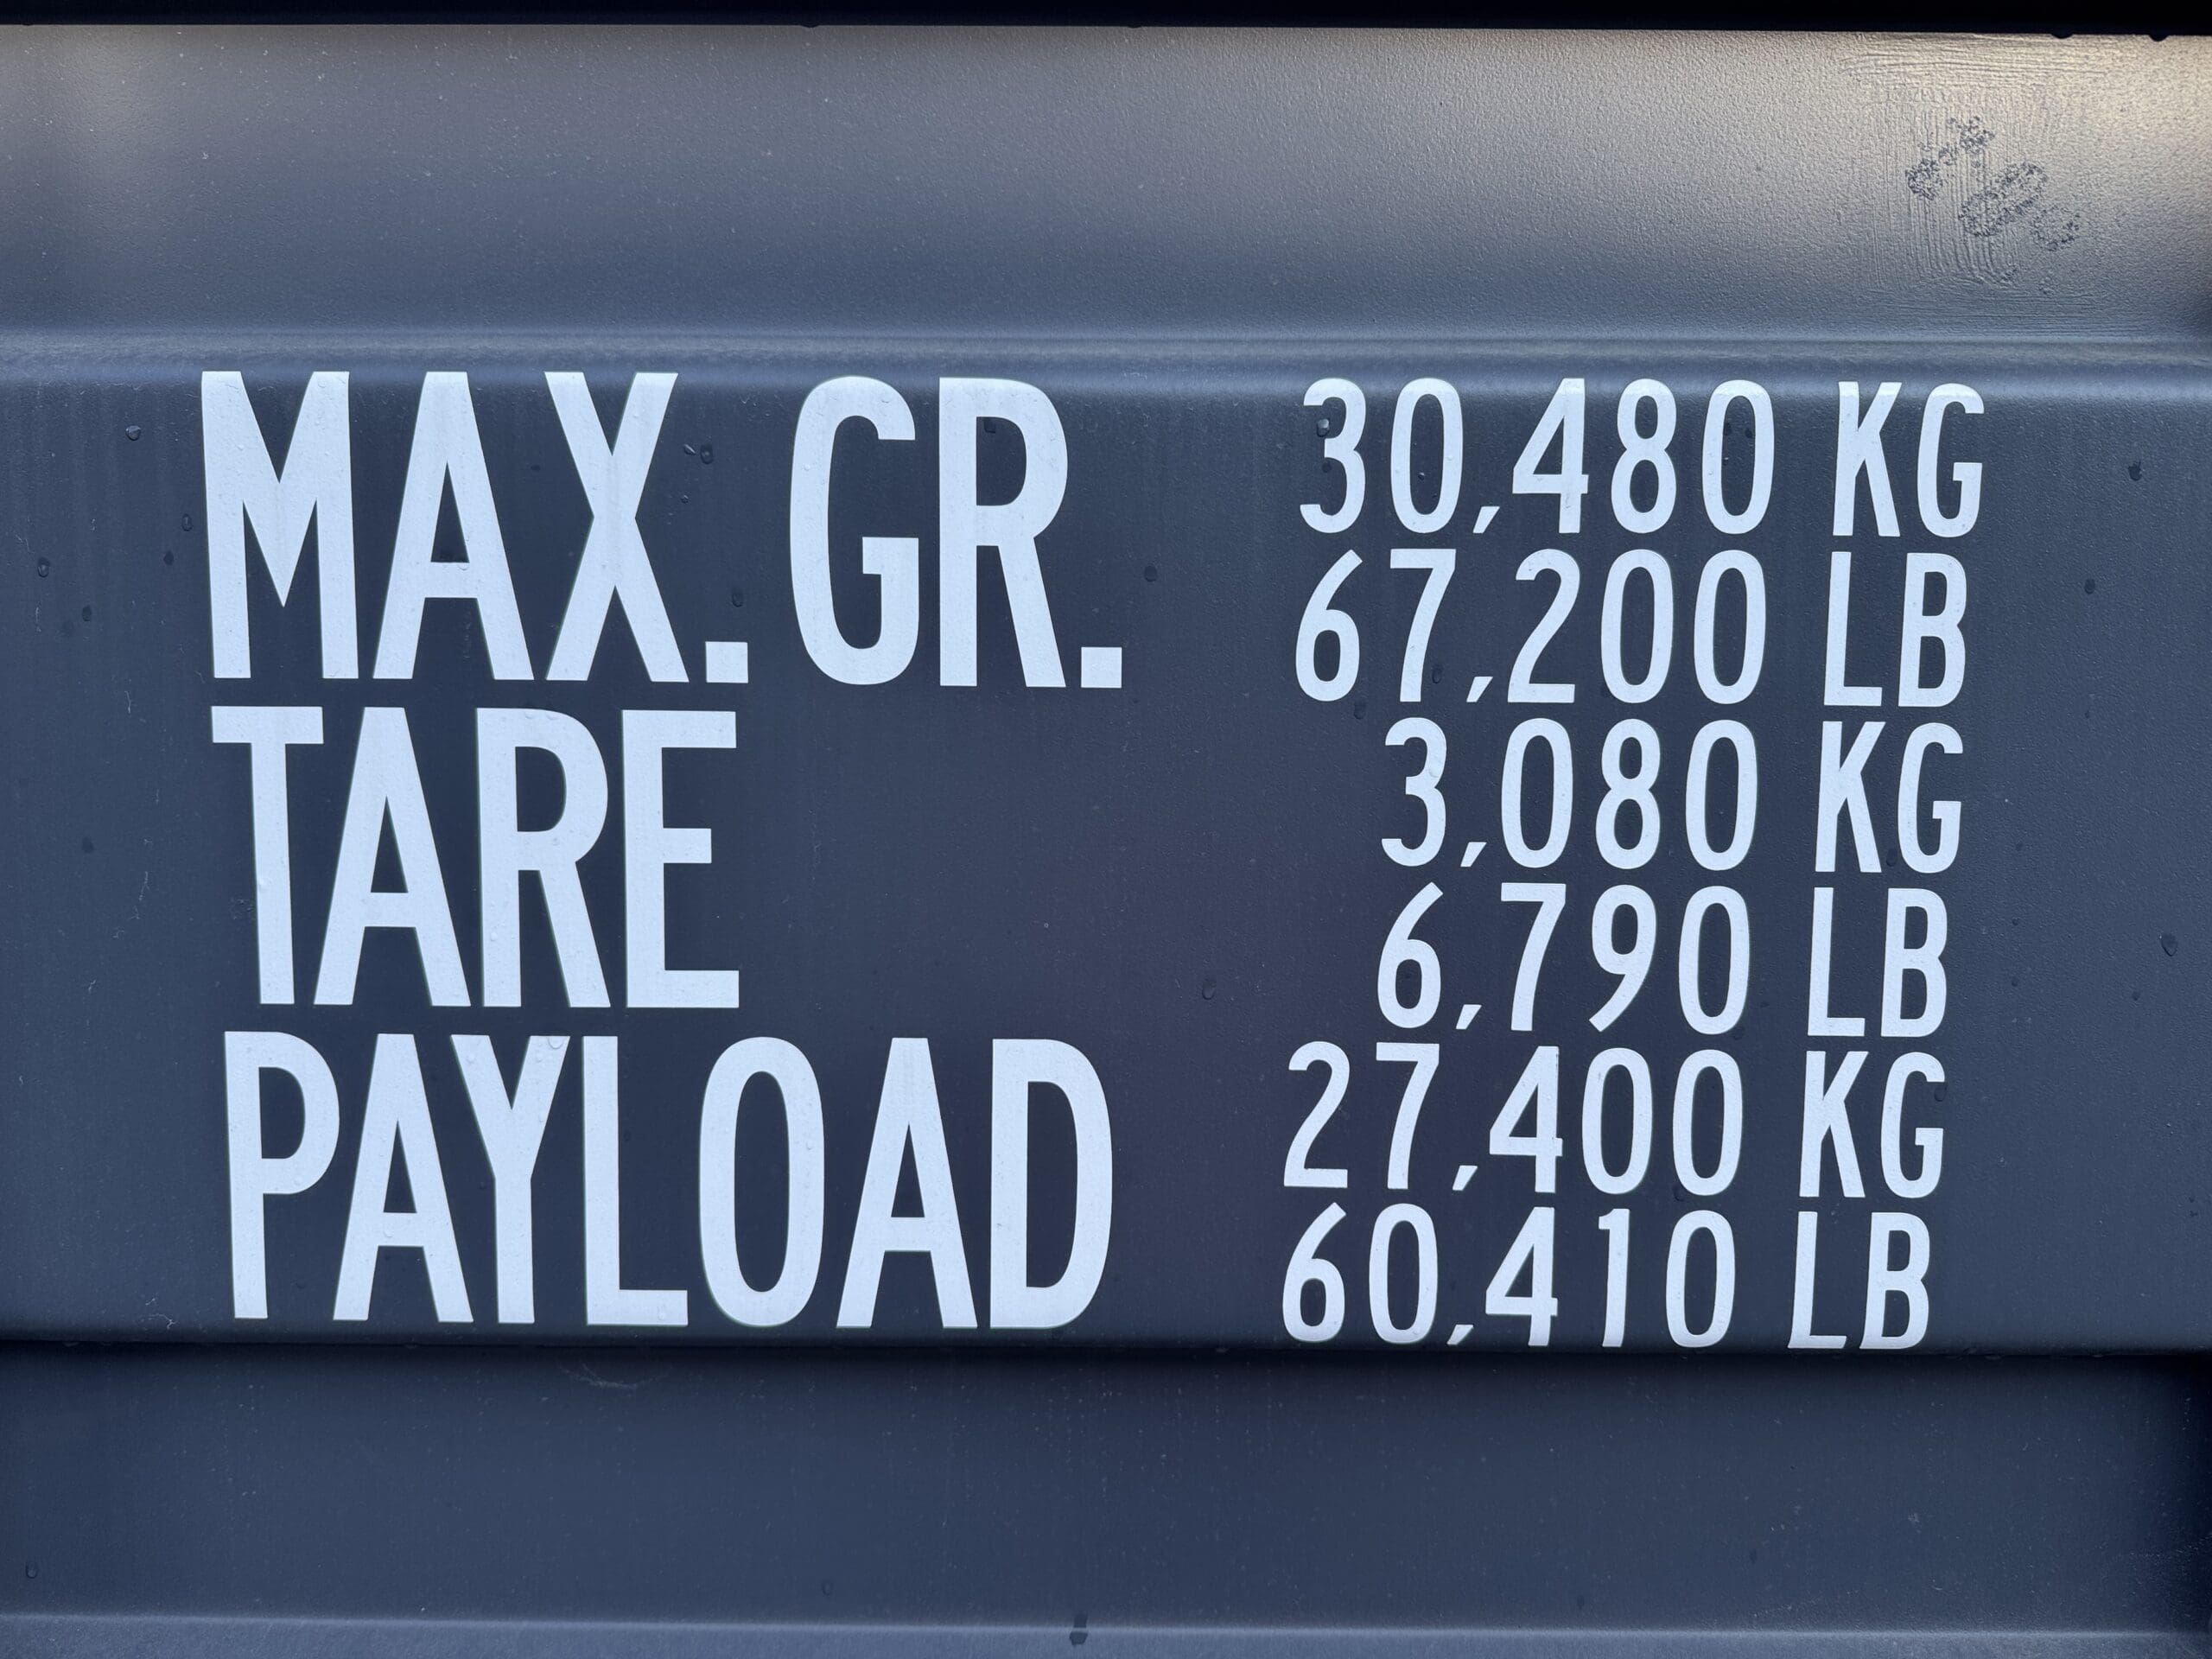 MAX. GR. 30,480 KG
67,200 LB
TARE 3,080 KG
6,790 LB
PAYLOAD 27,400 KG
60,410 LB